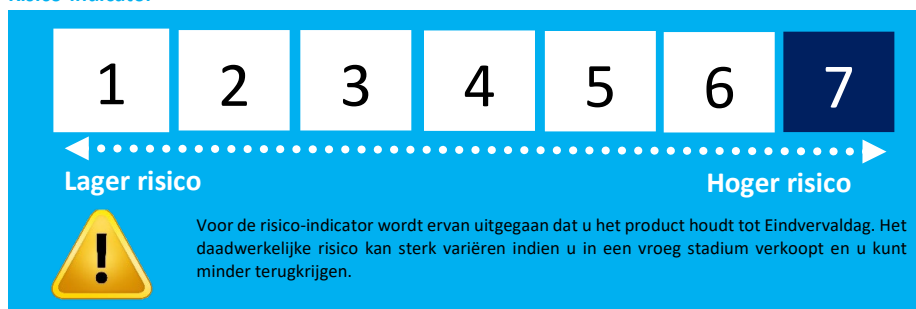 Risico-indicator
1 2 3 4 5 6 7
Lager risico Hoger risico
!
Voor de risico-indicator wordt ervan uitgegaan dat u het product houdt tot Eindvervaldag. Het
daadwerkelijke risico kan sterk variëren indien u in een vroeg stadium verkoopt en u kunt
minder terugkrijgen.